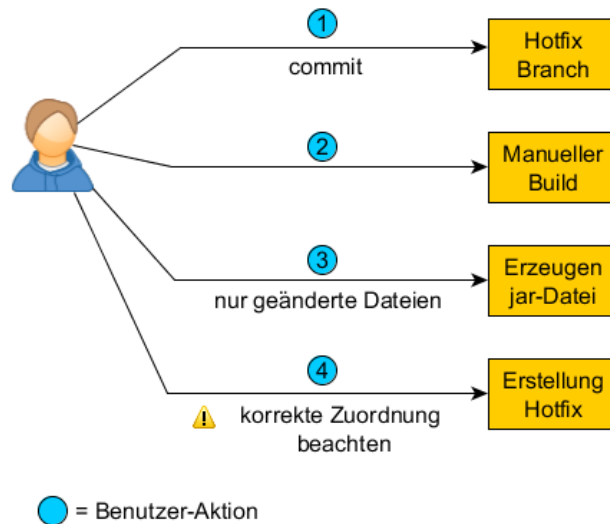 1
commit
Hotfix
Branch
2
Manueller
Build
3
nur geänderte Dateien
Erzeugen
jar-Datei
4
korrekte Zuordnung
beachten
Erstellung
Hotfix
= Benutzer-Aktion